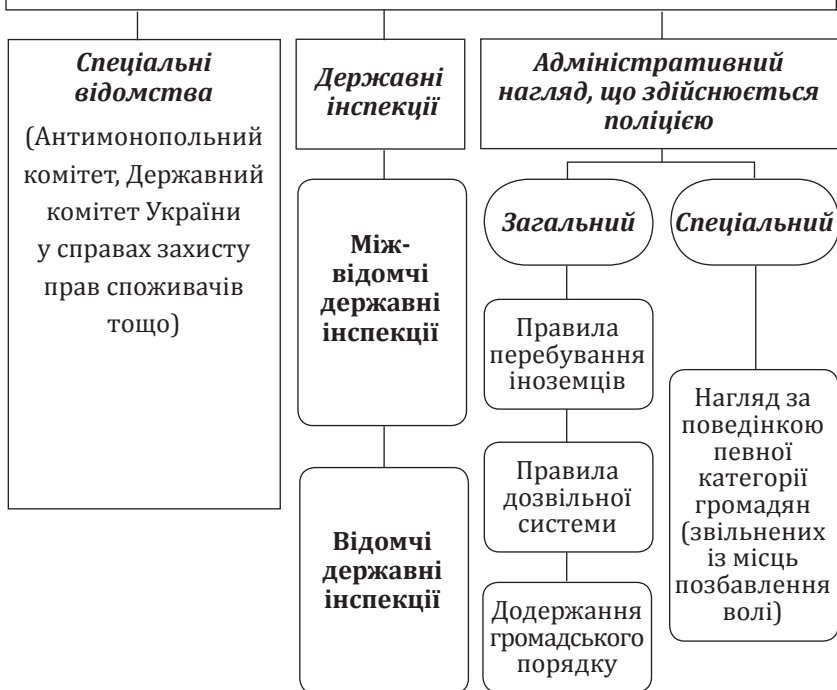 Спеціальні
відомства
(Антимонопольний
комітет, Державний
комітет України
у справах захисту
прав споживачів
тощо)
Державні
інспекції
Між-
відомчі
державні
інспекції
Відомчі
державні
інспекції
Адміністративний
нагляд, що здійснюється
поліцією
Загальний
Правила
перебування
іноземців
Правила
дозвільної
системи
Додержання
громадського
порядку
Спеціальний
Нагляд за
поведінкою
певної
категорії
громадян
(звільнених
із місць
позбавлення
волі)